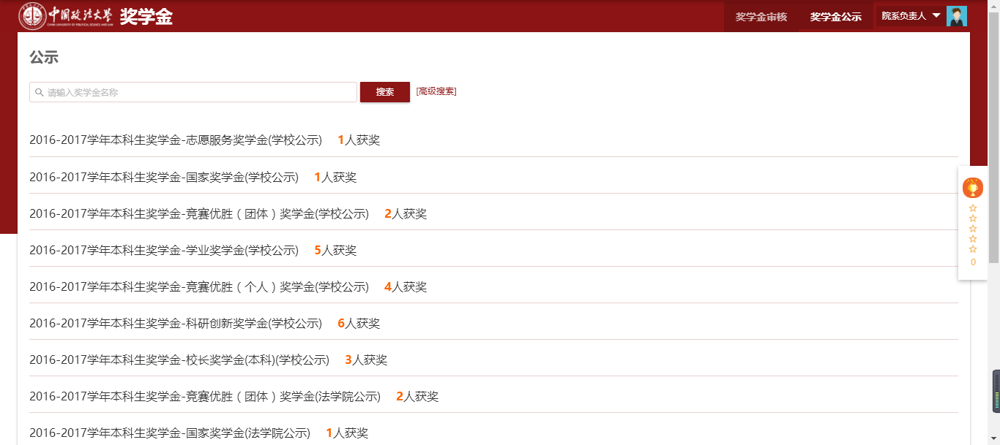 中国政法大学 奖学金 奖学金审核 奖学金公示 院系负责人
CHINA UNIVERSITY OF POLITICAL SCIENCE AND LAW
公示
请输入奖学金名称 搜索 [高级搜索]
2016-2017学年本科生奖学金-志愿服务奖学金(学校公示) 1人获奖
2016-2017学年本科生奖学金-国家奖学金(学校公示) 1人获奖
2016-2017学年本科生奖学金-竞赛优胜（团体）奖学金(学校公示) 2人获奖
2016-2017学年本科生奖学金-学业奖学金(学校公示) 5人获奖
2016-2017学年本科生奖学金-竞赛优胜（个人）奖学金(学校公示) 4人获奖
2016-2017学年本科生奖学金-科研创新奖学金(学校公示) 6人获奖
2016-2017学年本科生奖学金-校长奖学金(本科)(学校公示) 3人获奖
2016-2017学年本科生奖学金-竞赛优胜（团体）奖学金(法学院公示) 2人获奖
2016-2017学年本科生奖学金-国家奖学金(法学院公示) 1人获奖
0